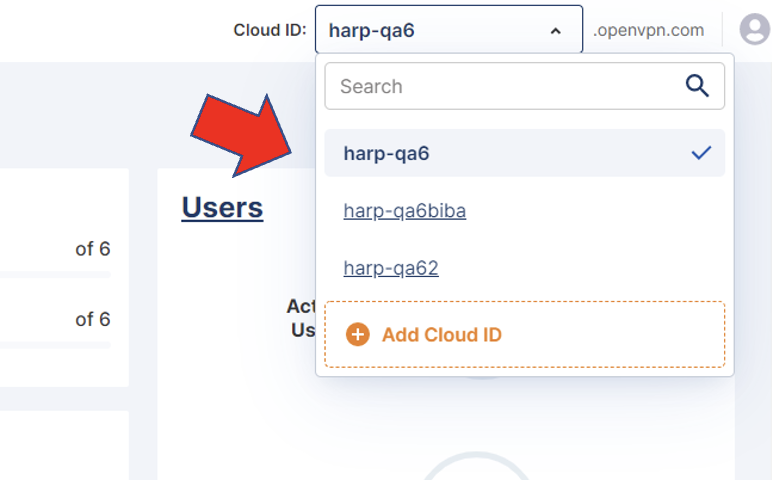 Cloud ID: harp-qa6 .openvpn.com
Search
harp-qa6
Users
harp-qa6biba
of 6
harp-qa62
Act
of 6
Us
Add Cloud ID